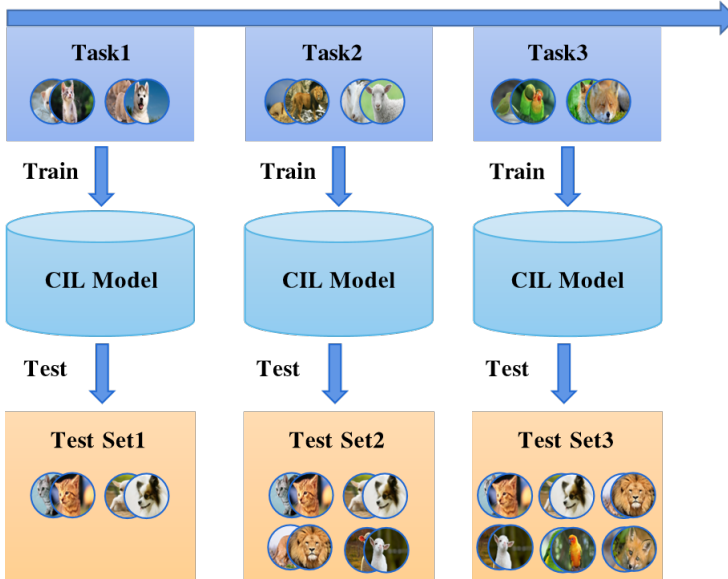 Task1
Task2
Task3
Train
Train
Train
CIL Model
CIL Model
CIL Model
Test
Test
Test
Test Set1
Test Set2
Test Set3